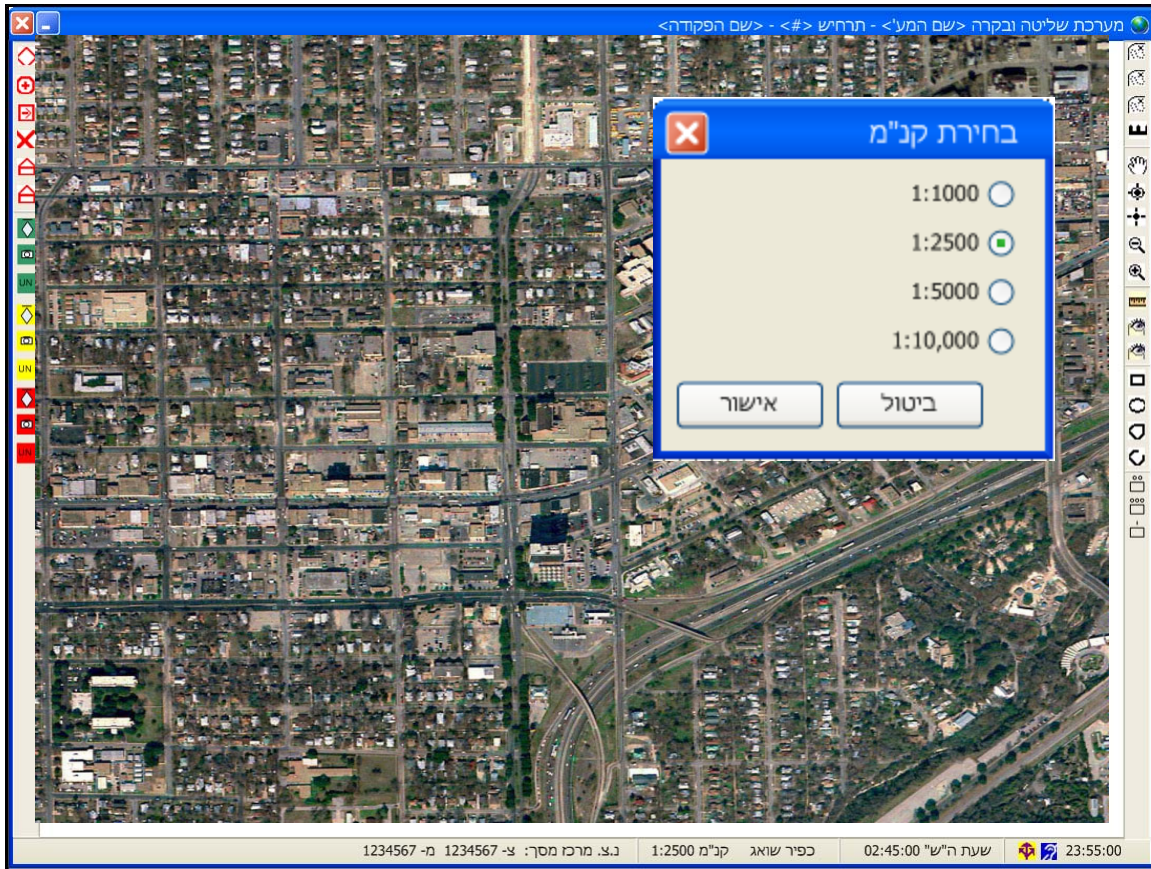 מערכת שליטה ובקרה <שם המע'> - תרחיש <#> - <שם הפקודה>
בחירת קנ"מ
1:1000
1:2500
1:5000
1:10,000
ביטול
אישור
UN
UN
UN
23:55:00
שעת ה"ש" 02:45:00
כפיר שואג
קנ"מ 1:2500
נ.צ. מרכז מסך: צ- 1234567 מ- 1234567